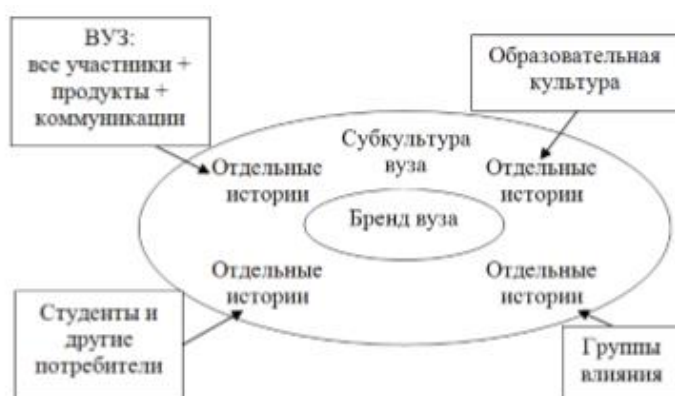 ВУЗ:
все участники +
продукты +
коммуникации
Образовательная
культура
Субкультура
вуза
Отдельные
истории
Отдельные
истории
Бренд вуза
Отдельные
истории
Отдельные
истории
Студенты и
другие
потребители
Группы
влияния